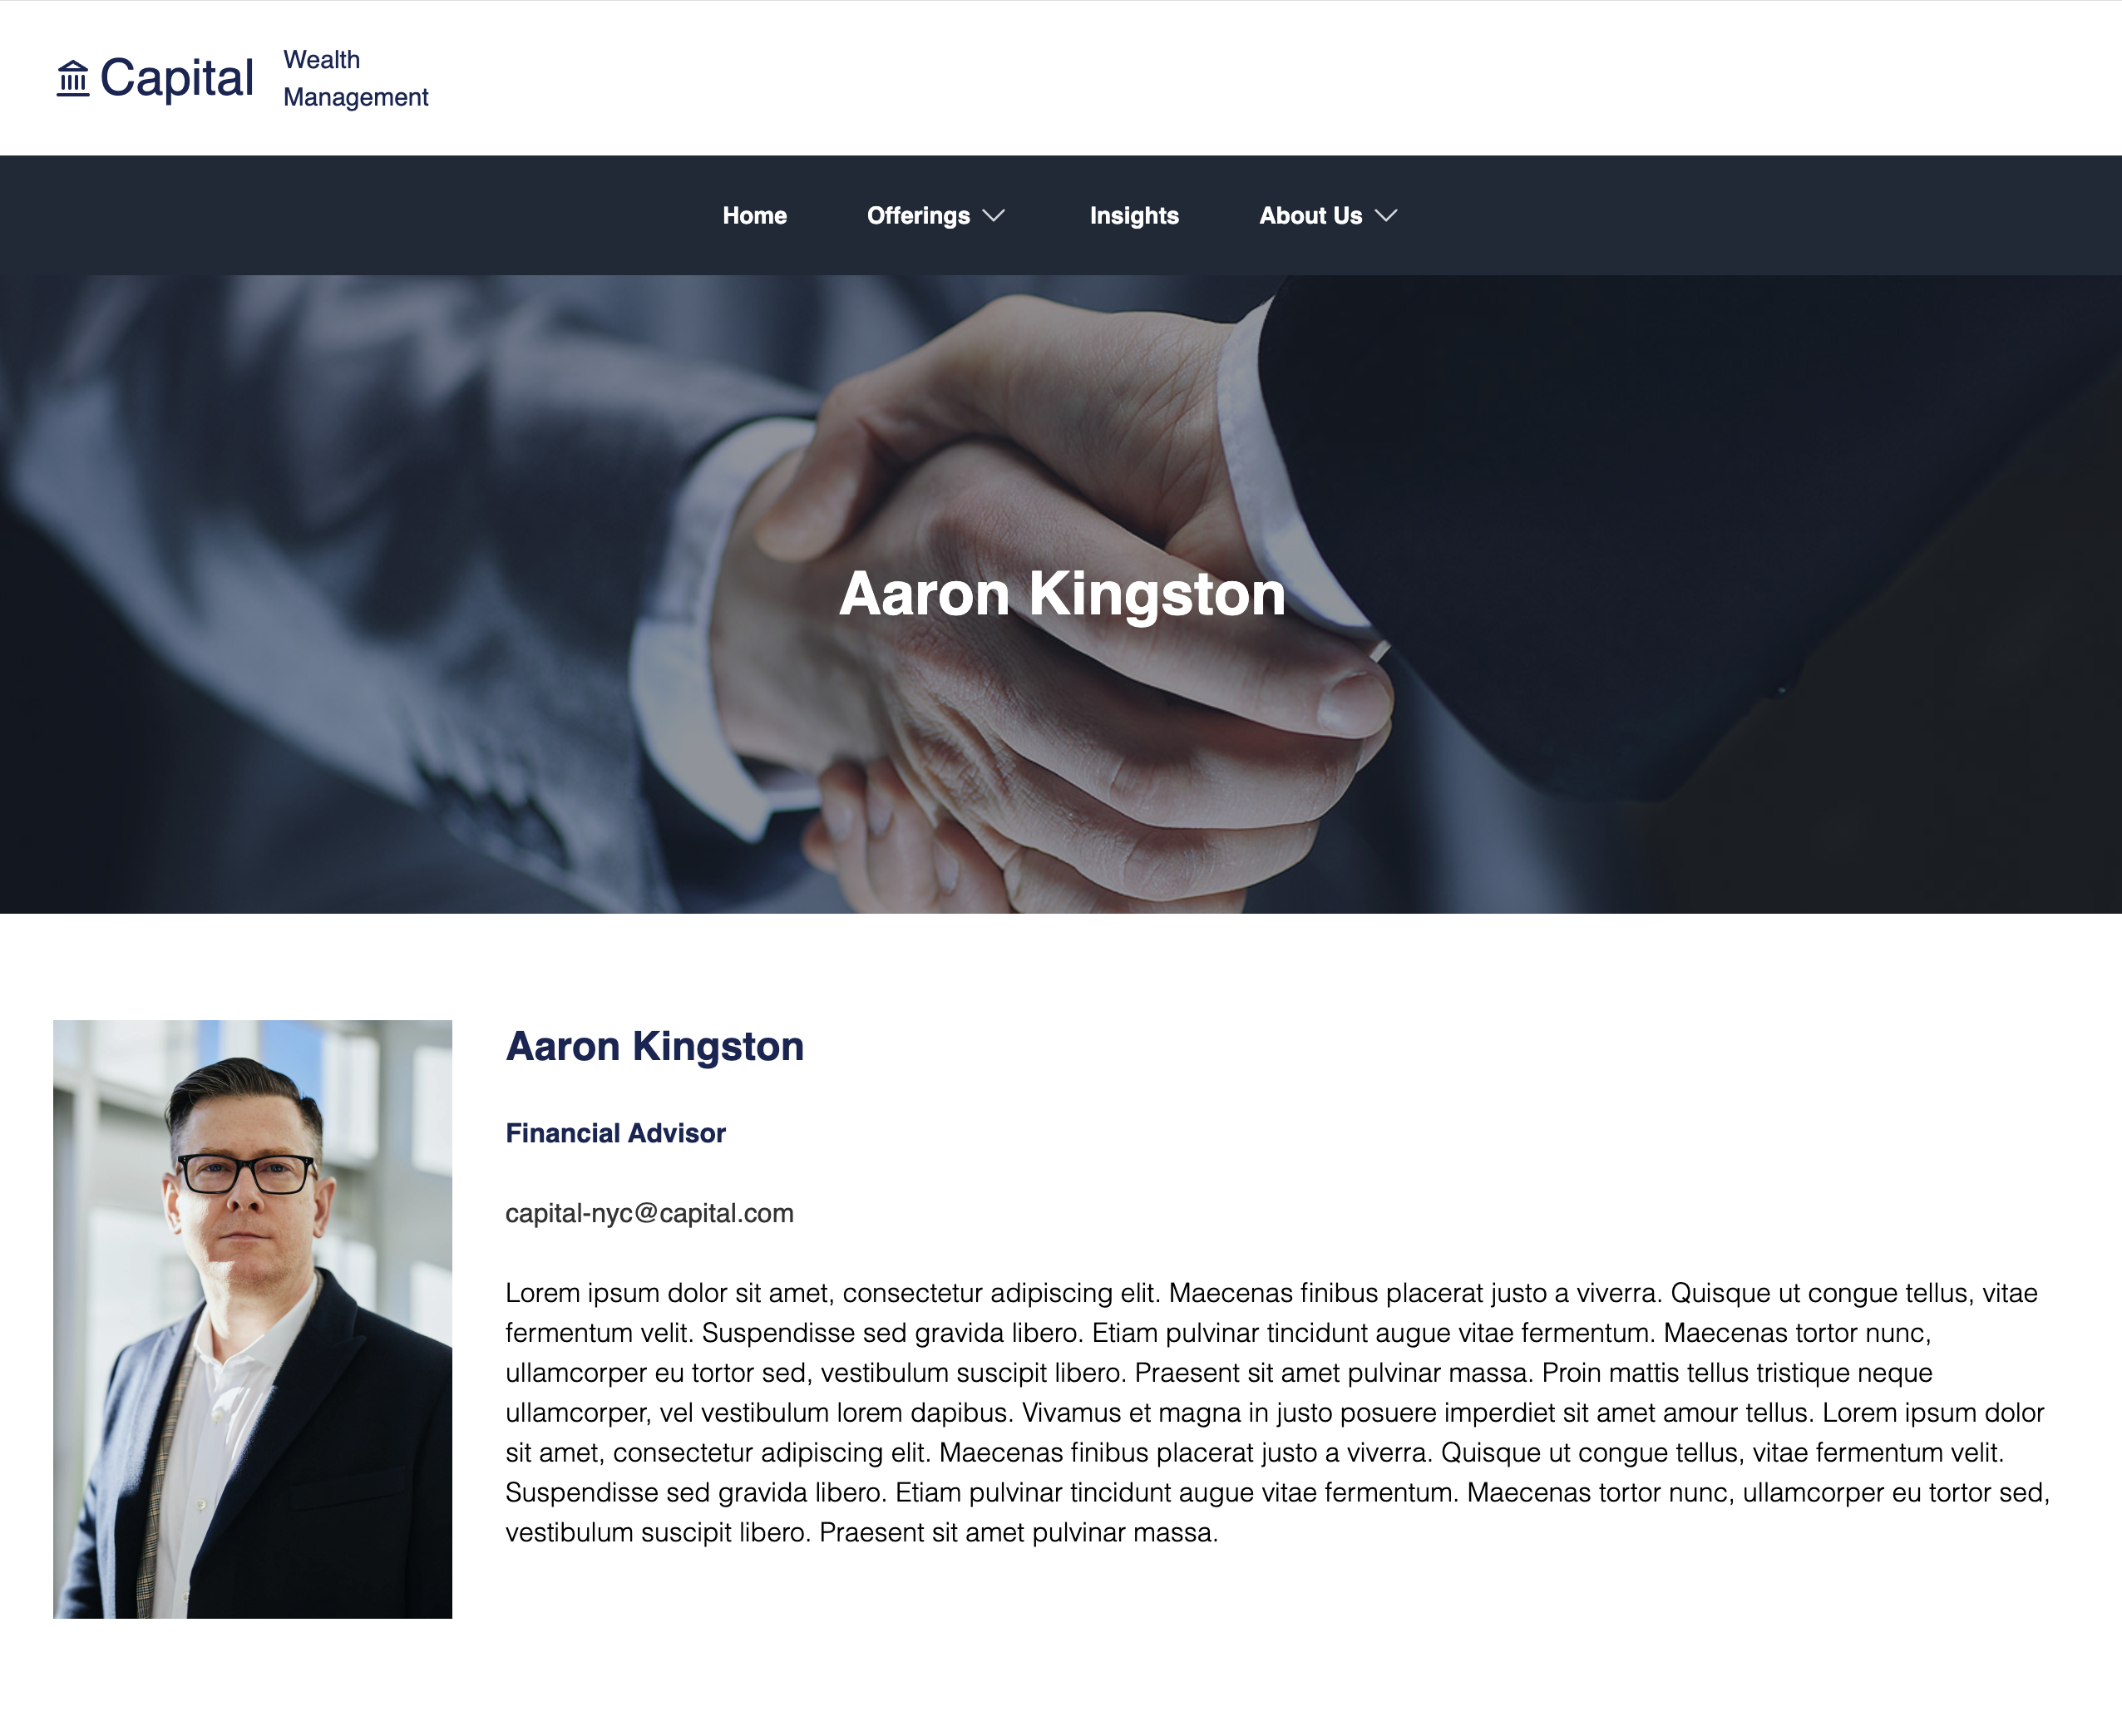 Capital
Wealth
Management
Home
Offerings
Insights
About Us
Aaron Kingston
Aaron Kingston
Financial Advisor
capital-nyc@capital.com
Lorem ipsum dolor sit amet, consectetur adipiscing elit. Maecenas finibus placerat justo a viverra. Quisque ut congue tellus, vitae
fermentum velit. Suspendisse sed gravida libero. Etiam pulvinar tincidunt augue vitae fermentum. Maecenas tortor nunc,
ullamcorper eu tortor sed, vestibulum suscipit libero. Praesent sit amet pulvinar massa. Proin mattis tellus tristique neque
ullamcorper, vel vestibulum lorem dapibus. Vivamus et magna in justo posuere imperdiet sit amet amour tellus. Lorem ipsum dolor
sit amet, consectetur adipiscing elit. Maecenas finibus placerat justo a viverra. Quisque ut congue tellus, vitae fermentum velit.
Suspendisse sed gravida libero. Etiam pulvinar tincidunt augue vitae fermentum. Maecenas tortor nunc, ullamcorper eu tortor sed,
vestibulum suscipit libero. Praesent sit amet pulvinar massa.